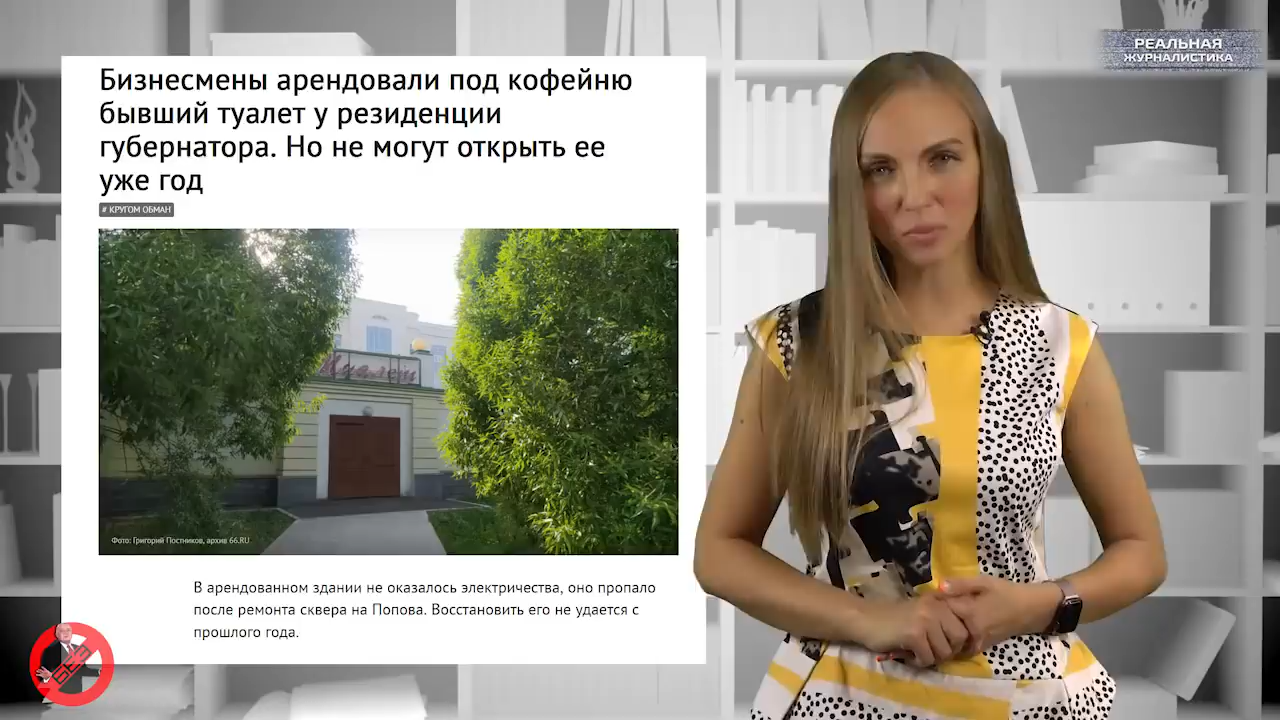 РЕАЛЬНАЯ
ЖУРНАЛИСТИКА
Бизнесмены арендовали под кофейню
бывший туалет у резиденции
губернатора. Но не могут открыть ее
уже год
# КРУГОМ ОБМАН
Туалет
Фото: Григорий Постников, архив 66.RU
В арендованном здании не оказалось электричества, оно пропало
после ремонта сквера на Попова. Восстановить его не удается с
прошлого года.